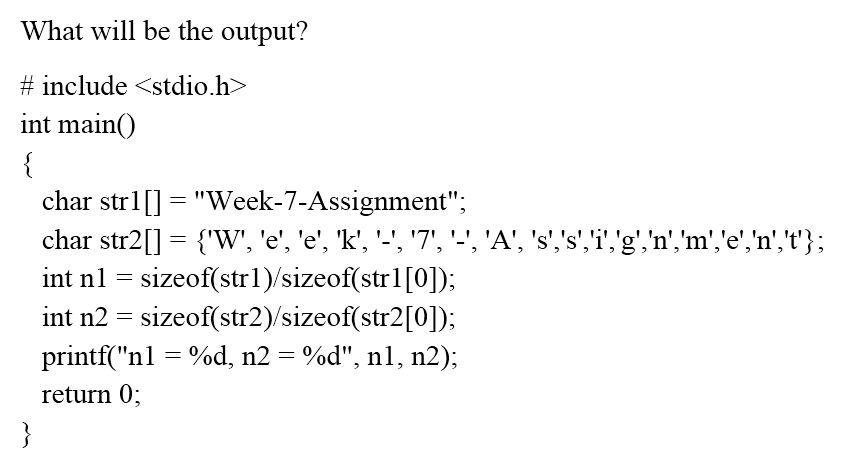 What will be the output?
# include <stdio.h>
int main()
{
char str1[] = "Week-7-Assignment";
char str2[] = {'W', 'e', 'e', 'k', '-', '7', '-', 'A', 's','s','i','g','n','m','e','n','t'};
int n1 = sizeof(str1)/sizeof(str1[0]);
int n2 = sizeof(str2)/sizeof(str2[0]);
printf("n1 = %d, n2 = %d", n1, n2);
return 0;
}